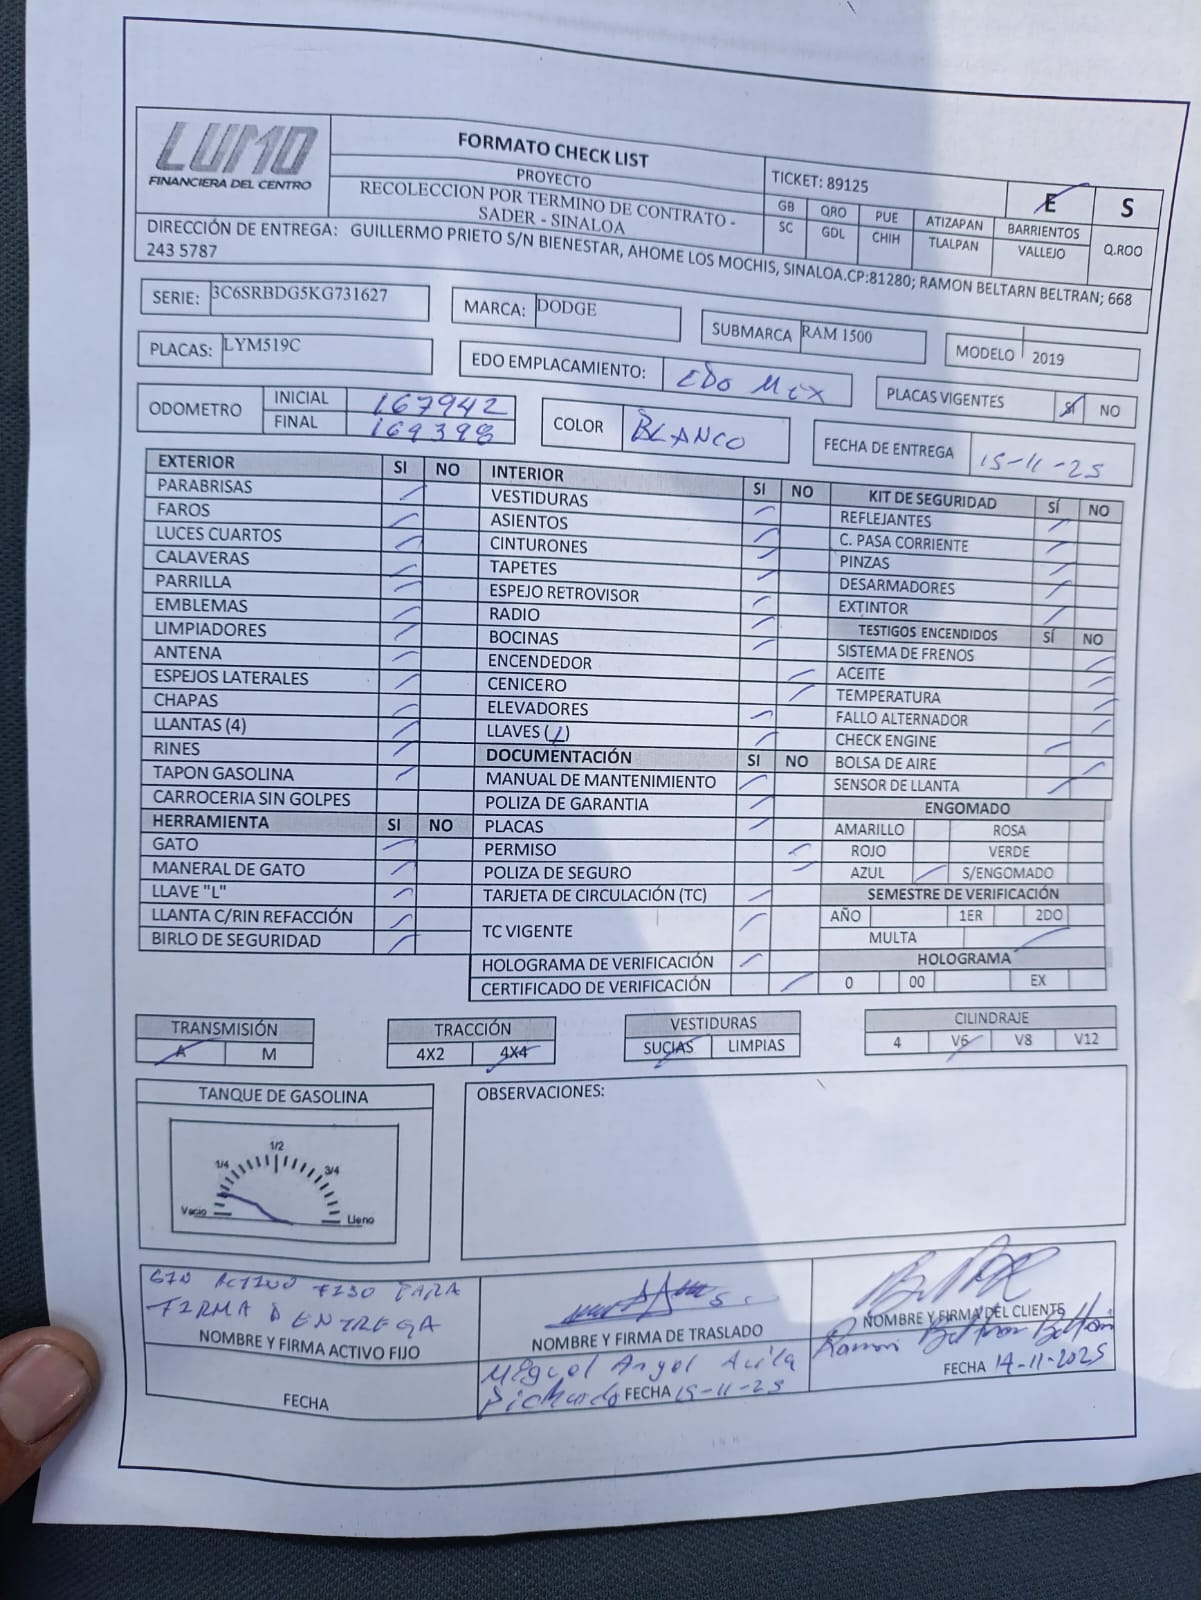 LUMO
FINANCIERA DEL CENTRO
FORMATO CHECK LIST
PROYECTO
RECOLECCION POR TERMINO DE CONTRATO -
SADER - SINALOA
TICKET: 89125
E
S
GB QRO PUE ATIZAPAN BARRIENTOS
SC GDL CHIH TLALPAN VALLEJO Q.ROO
DIRECCIÓN DE ENTREGA: GUILLERMO PRIETO S/N BIENESTAR, AHOME LOS MOCHIS, SINALOA.CP:81280; RAMON BELTARN BELTRAN; 668
243 5787
SERIE: 3C6SRBDG5KG731627
MARCA: DODGE
SUBMARCA RAM 1500
MODELO 2019
PLACAS: LYM519C
EDO EMPLACAMIENTO: EDO MEX
PLACAS VIGENTES SI NO
ODOMETRO
INICIAL 167942
FINAL 169398
COLOR BLANCO
FECHA DE ENTREGA 15-11-25
EXTERIOR SI NO
PARABRISAS
FAROS
LUCES CUARTOS
CALAVERAS
PARRILLA
EMBLEMAS
LIMPIADORES
ANTENA
ESPEJOS LATERALES
CHAPAS
LLANTAS (4)
RINES
TAPON GASOLINA
CARROCERIA SIN GOLPES
HERRAMIENTA SI NO
GATO
MANERAL DE GATO
LLAVE "L"
LLANTA C/RIN REFACCIÓN
BIRLO DE SEGURIDAD
INTERIOR SI NO
VESTIDURAS
ASIENTOS
CINTURONES
TAPETES
ESPEJO RETROVISOR
RADIO
BOCINAS
ENCENDEDOR
CENICERO
ELEVADORES
LLAVES (1)
DOCUMENTACIÓN SI NO
MANUAL DE MANTENIMIENTO
POLIZA DE GARANTIA
PLACAS
PERMISO
POLIZA DE SEGURO
TARJETA DE CIRCULACIÓN (TC)
TC VIGENTE
HOLOGRAMA DE VERIFICACIÓN
CERTIFICADO DE VERIFICACIÓN
KIT DE SEGURIDAD SÍ NO
REFLEJANTES
C. PASA CORRIENTE
PINZAS
DESARMADORES
EXTINTOR
TESTIGOS ENCENDIDOS SÍ NO
SISTEMA DE FRENOS
ACEITE
TEMPERATURA
FALLO ALTERNADOR
CHECK ENGINE
BOLSA DE AIRE
SENSOR DE LLANTA
ENGOMADO
AMARILLO ROSA
ROJO VERDE
AZUL S/ENGOMADO
SEMESTRE DE VERIFICACIÓN
AÑO 1ER 2DO
MULTA
HOLOGRAMA
0 00 EX
TRANSMISIÓN
A M
TRACCIÓN
4X2 4X4
VESTIDURAS
SUCIAS LIMPIAS
CILINDRAJE
4 V6 V8 V12
TANQUE DE GASOLINA
1/2
1/4 3/4
Vacio Lleno
OBSERVACIONES:
SIN ACTIVO FIJO PARA
FIRMA D ENTREGA
NOMBRE Y FIRMA ACTIVO FIJO
FECHA
NOMBRE Y FIRMA DE TRASLADO
Miguel Angel Avila
Pichardo FECHA 15-11-25
NOMBRE Y FIRMA DEL CLIENTE
Ramon Beltran Beltran
FECHA 14-11-2025